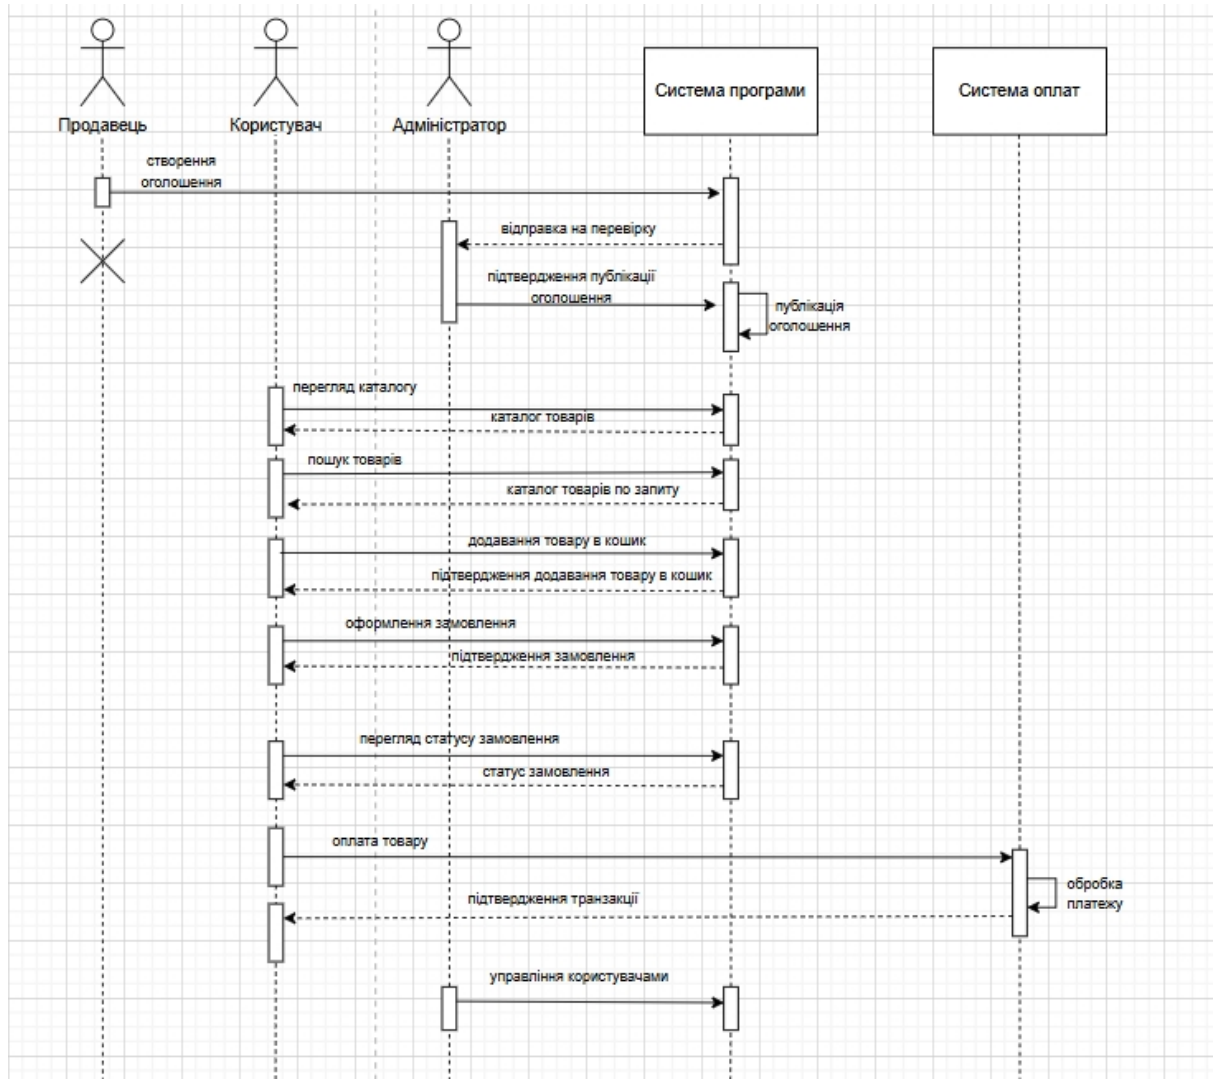 Продавець
Користувач
Адміністратор
Система програми
Система оплат
створення
оголошення
відправка на перевірку
підтвердження публікації
оголошення
публікація
оголошення
перегляд каталогу
каталог товарів
пошук товарів
каталог товарів по запиту
додавання товару в кошик
підтвердження додавання товару в кошик
оформлення замовлення
підтвердження замовлення
перегляд статусу замовлення
статус замовлення
оплата товару
обробка
платежу
підтвердження транзакції
управління користувачами